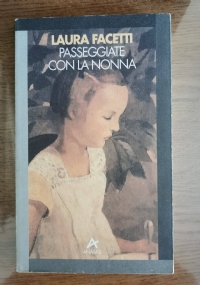 LAURA FACETTI
PASSEGGIATE
CON LA NONNA